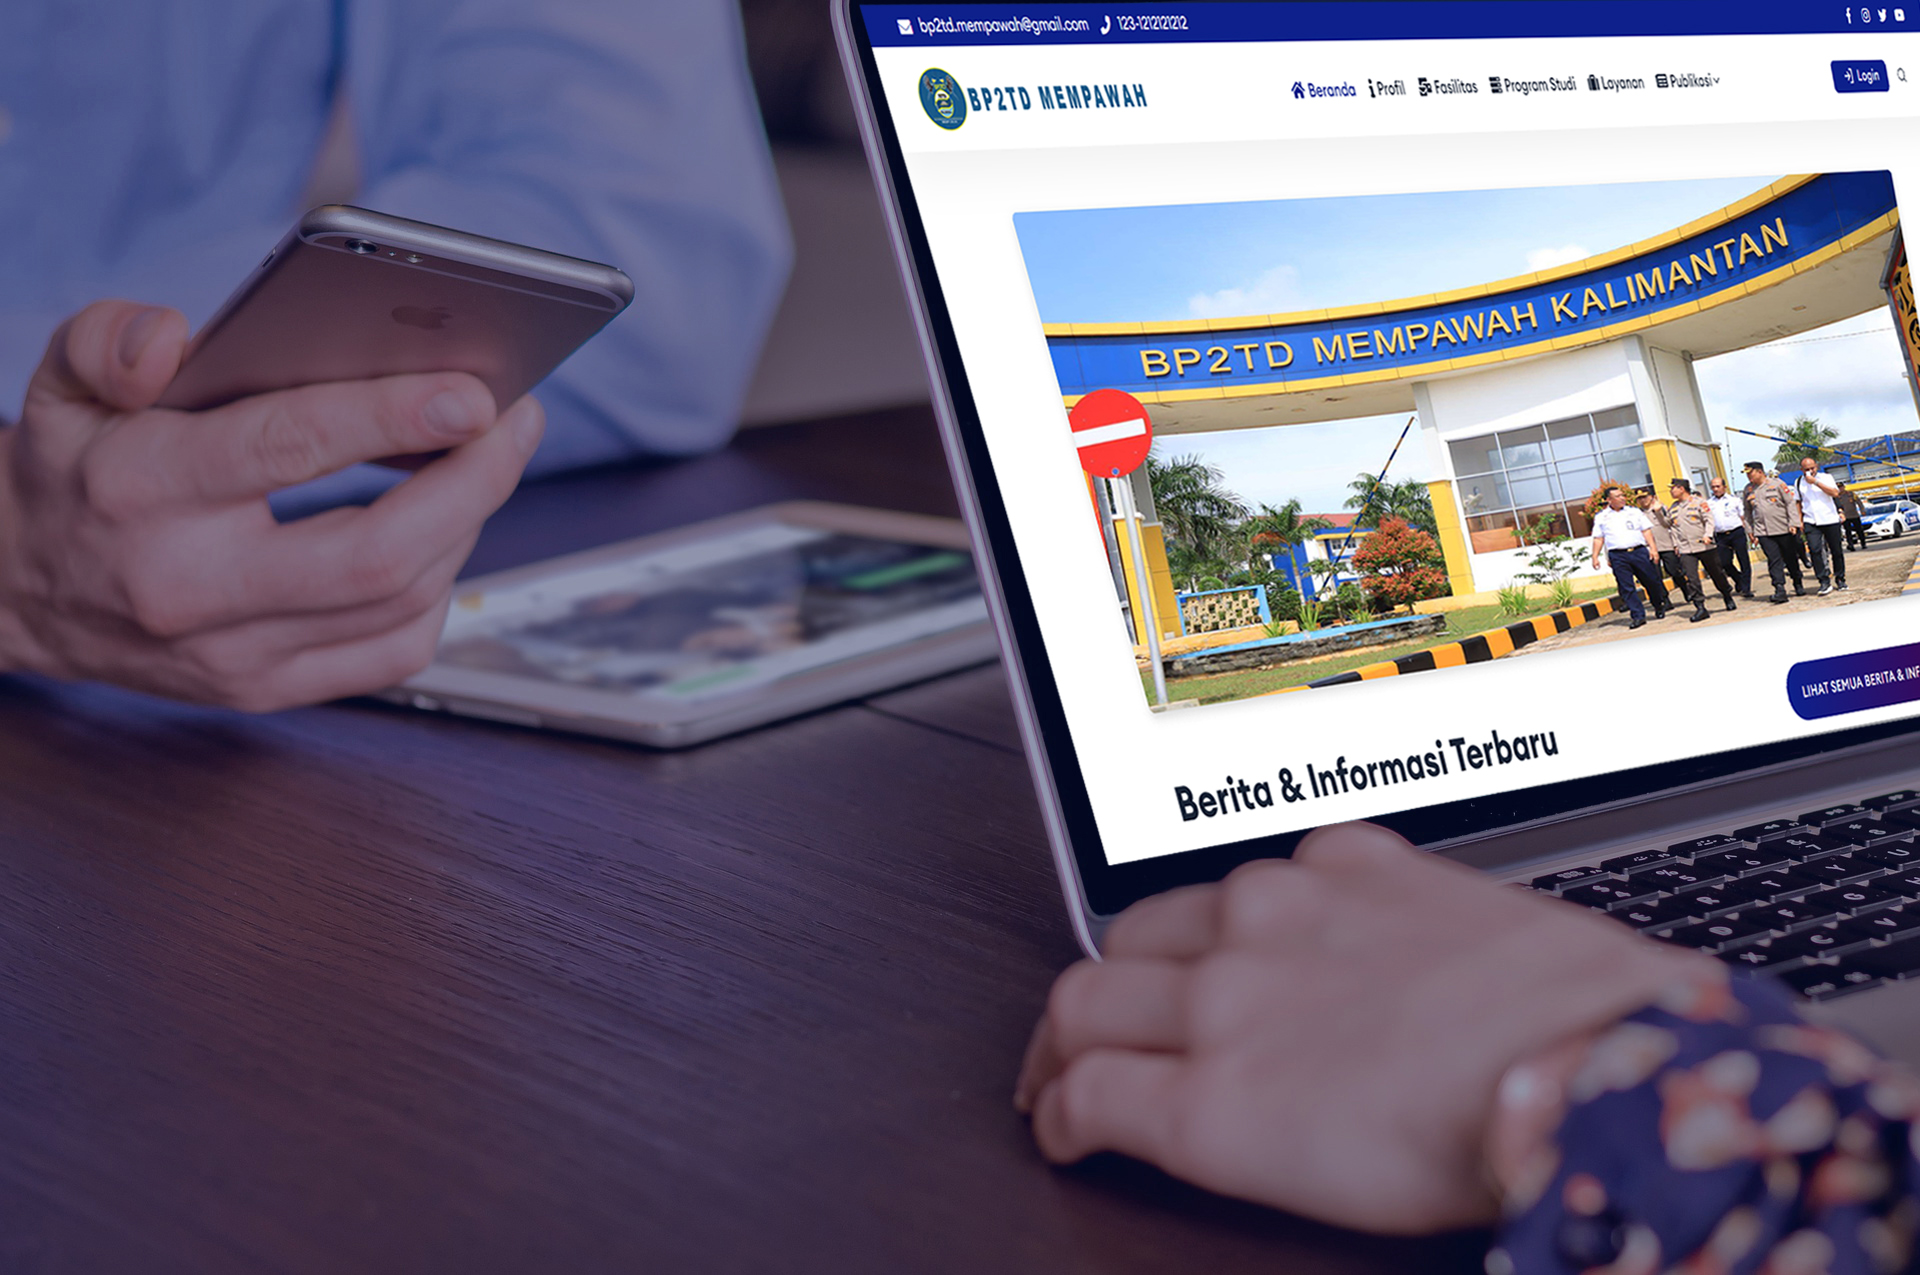 bp2td.mempawah@gmail.com 123-1212121212
BP2TD MEMPAWAH
Beranda Profil Fasilitas Program Studi Layanan Publikasi Login
BP2TD MEMPAWAH KALIMANTAN
LIHAT SEMUA BERITA & INF
Berita & Informasi Terbaru